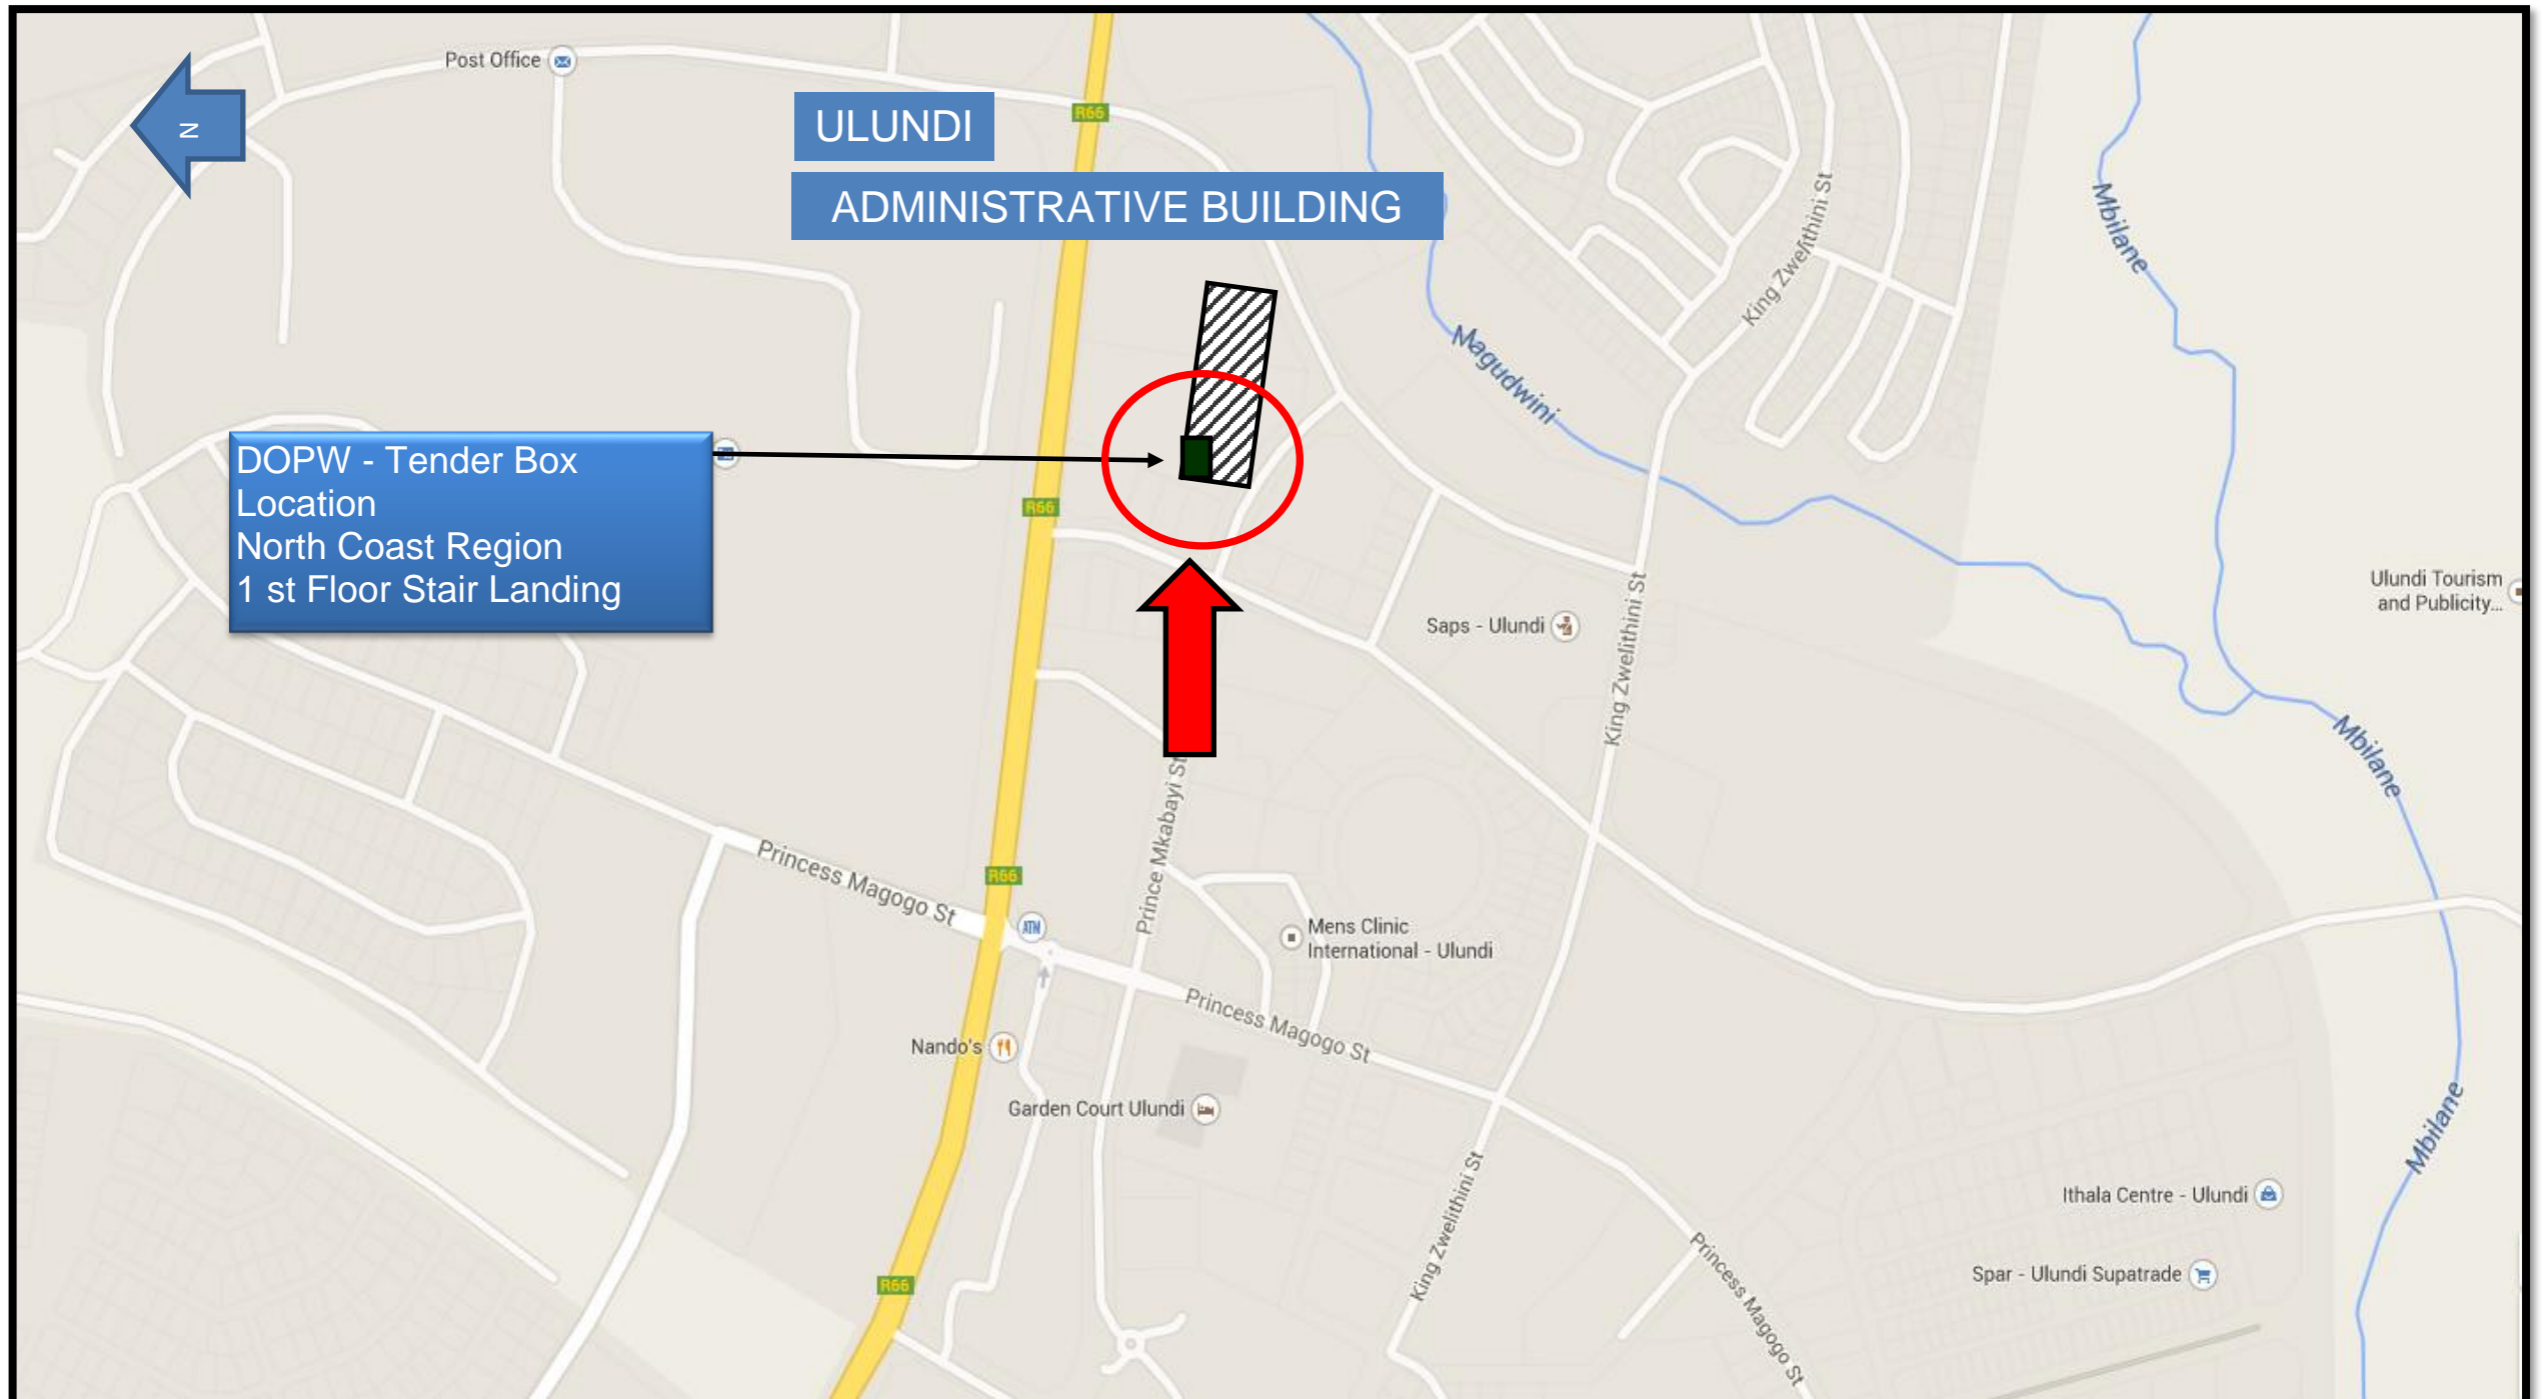 Post Office
N
R66
ULUNDI
ADMINISTRATIVE BUILDING
King Zwelithini St
Mbilane
Magudwini
DOPW - Tender Box
Location
North Coast Region
1 st Floor Stair Landing
R66
Ulundi Tourism
and Publicity...
Saps - Ulundi
King Zwelithini St
Mbilane
Prince Mkabayi St
Princess Magogo St
R66
ATM
Mens Clinic
International - Ulundi
Princess Magogo St
Nando's
Garden Court Ulundi
Mbilane
King Zwelithini St
Ithala Centre - Ulundi
Princess Magogo St
Spar - Ulundi Supatrade
R66